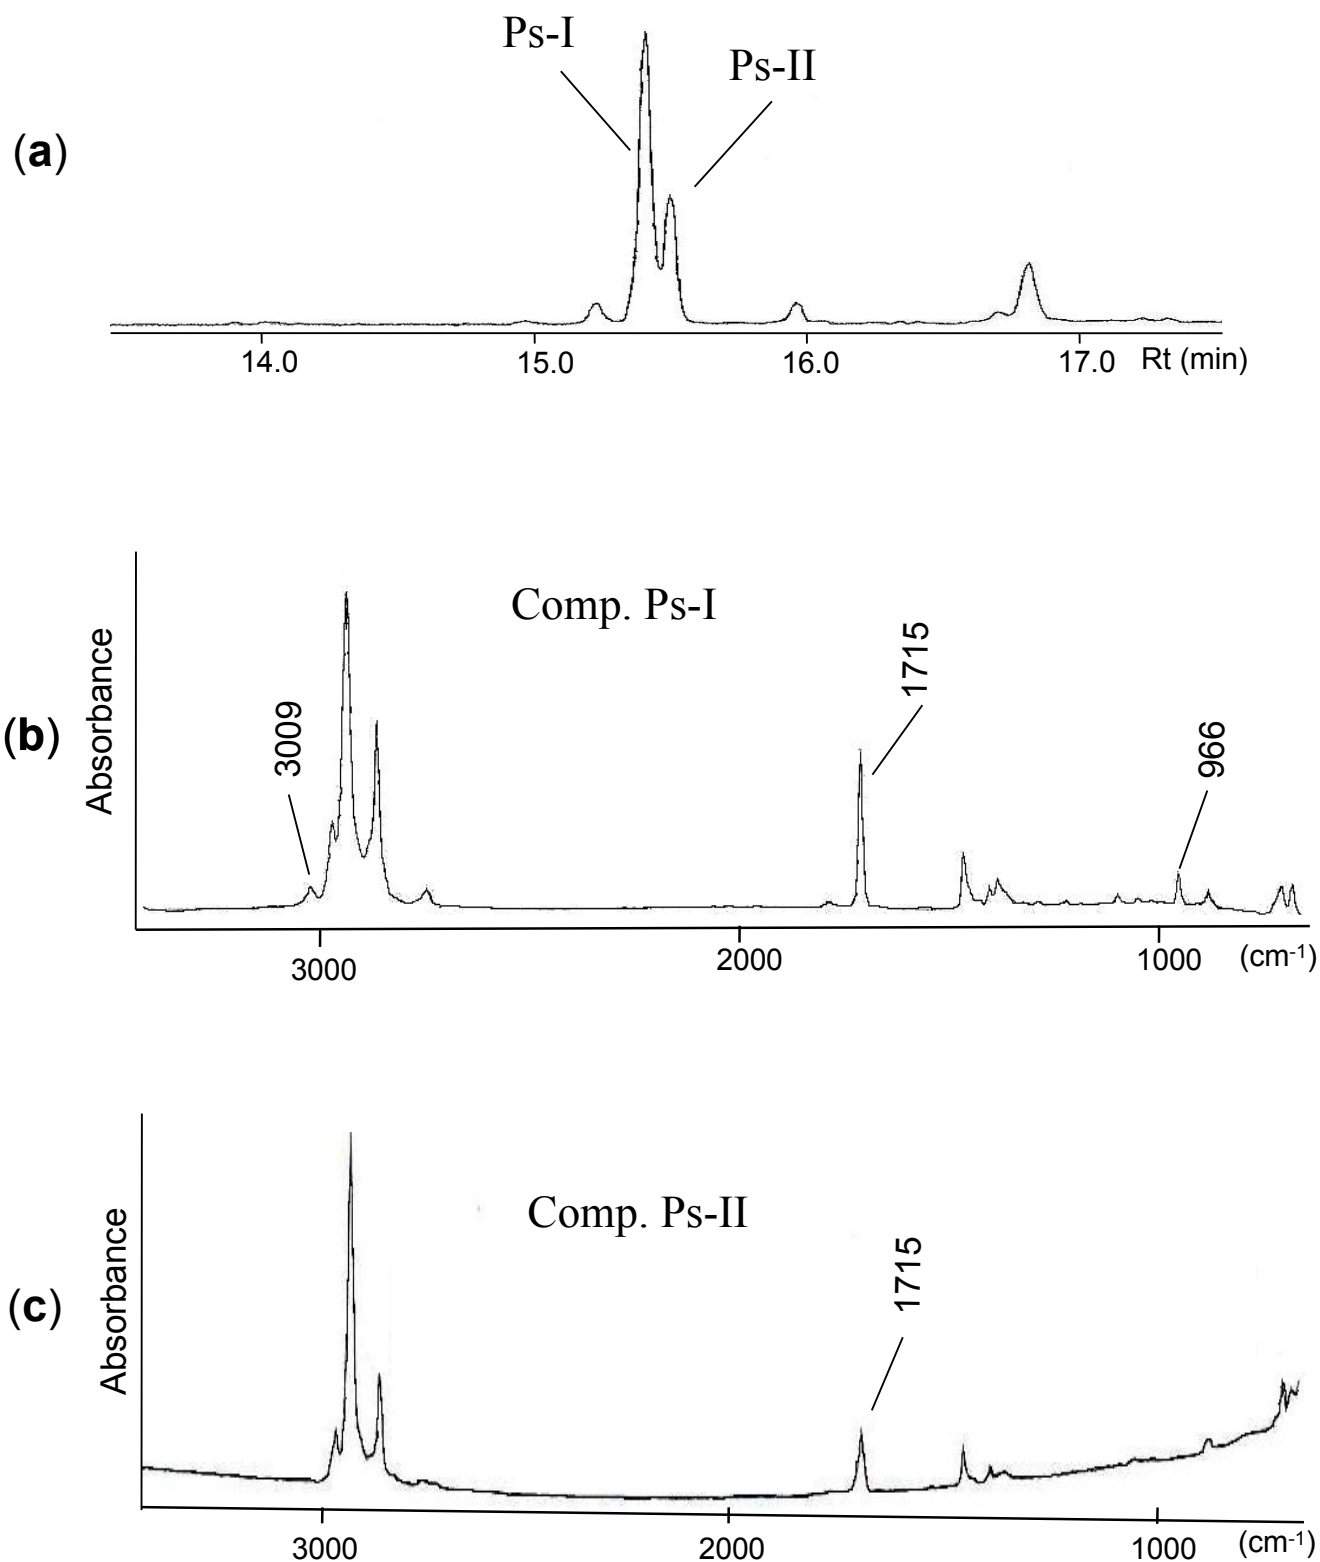 Ps-I
Ps-II
(a)
14.0 15.0 16.0 17.0 Rt (min)
Comp. Ps-I
(b)
Absorbance
3009
1715
966
3000 2000 1000 (cm-1)
Comp. Ps-II
(c)
Absorbance
1715
3000 2000 1000 (cm-1)